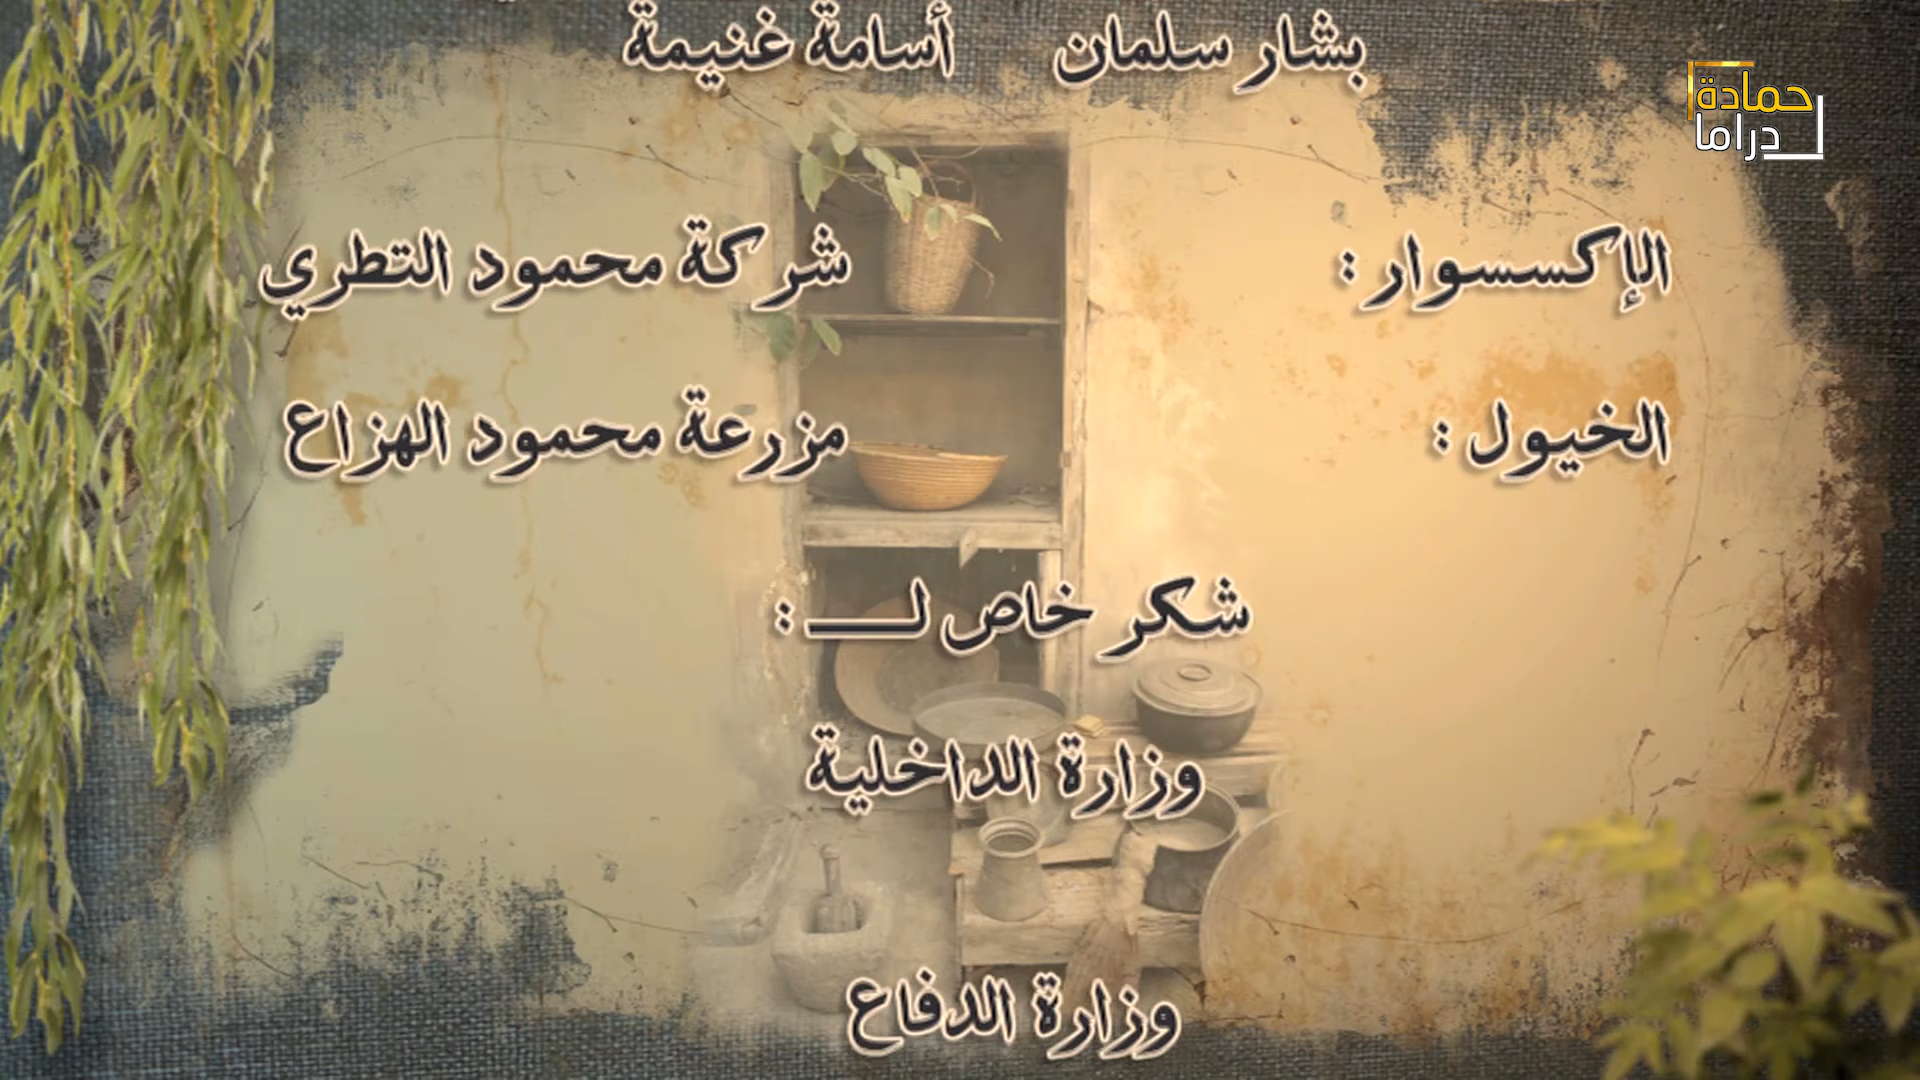 بشار سلمان أسامة غنيمة
حمادة
دراما
الإكسسوار : شركة محمود التطري
الخيول : مزرعة محمود الهزاع
شكر خاص لــــ :
وزارة الداخلية
وزارة الدفاع